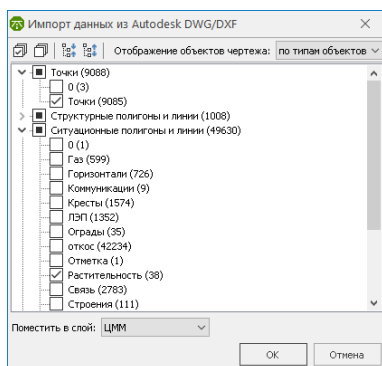 Импорт данных из Autodesk DWG/DXF
Отображение объектов чертежа: по типам объектов
Точки (9088)
0 (3)
Точки (9085)
Структурные полигоны и линии (1008)
Ситуационные полигоны и линии (49630)
0 (1)
Газ (599)
Горизонтали (726)
Коммуникации (9)
Кресты (1574)
ЛЭП (1352)
Ограды (35)
откос (42234)
Отметка (1)
Растительность (38)
Связь (2783)
Строения (111)
Поместить в слой: ЦММ
ОК Отмена